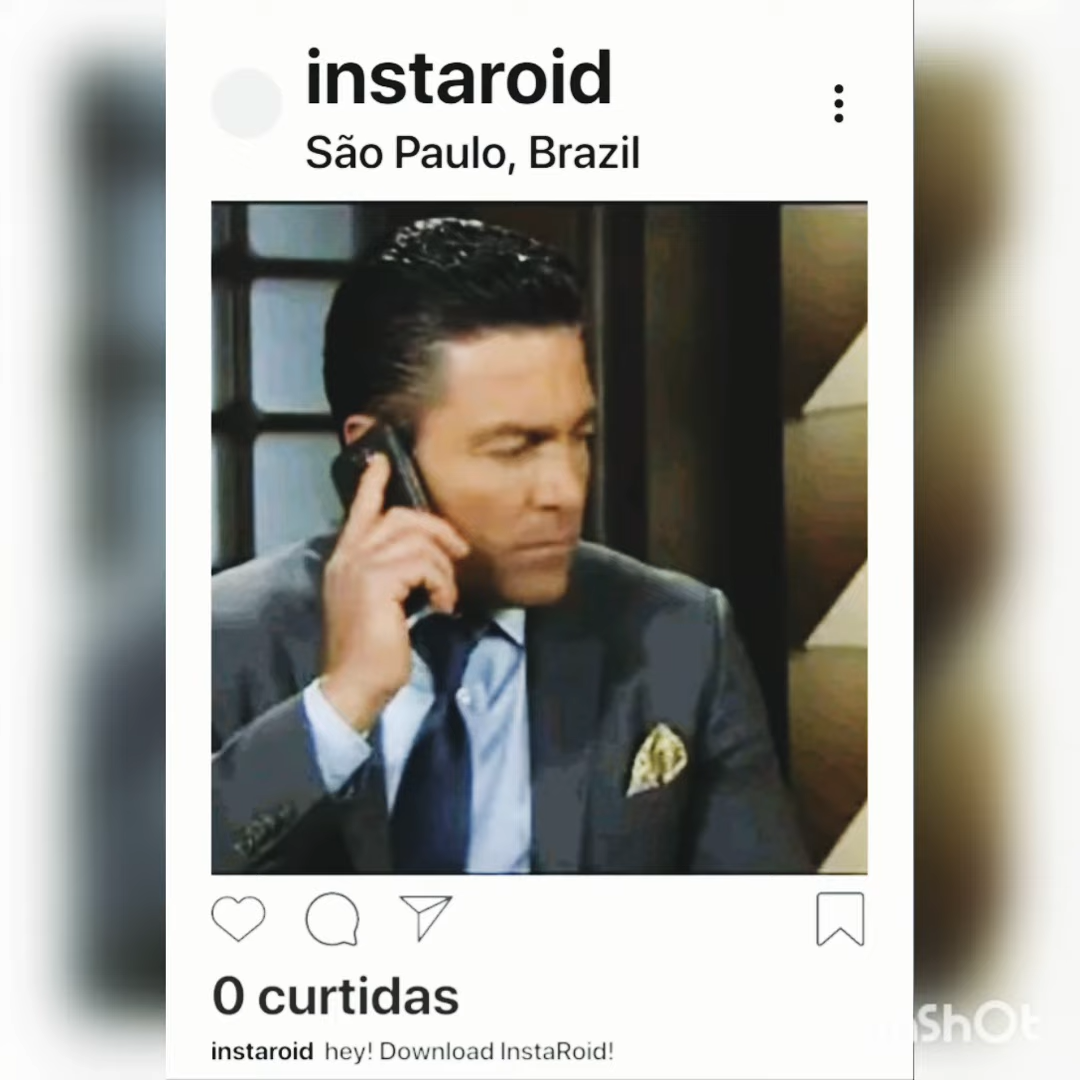 instaroid
São Paulo, Brazil
0 curtidas
instaroid hey! Download InstaRoid!